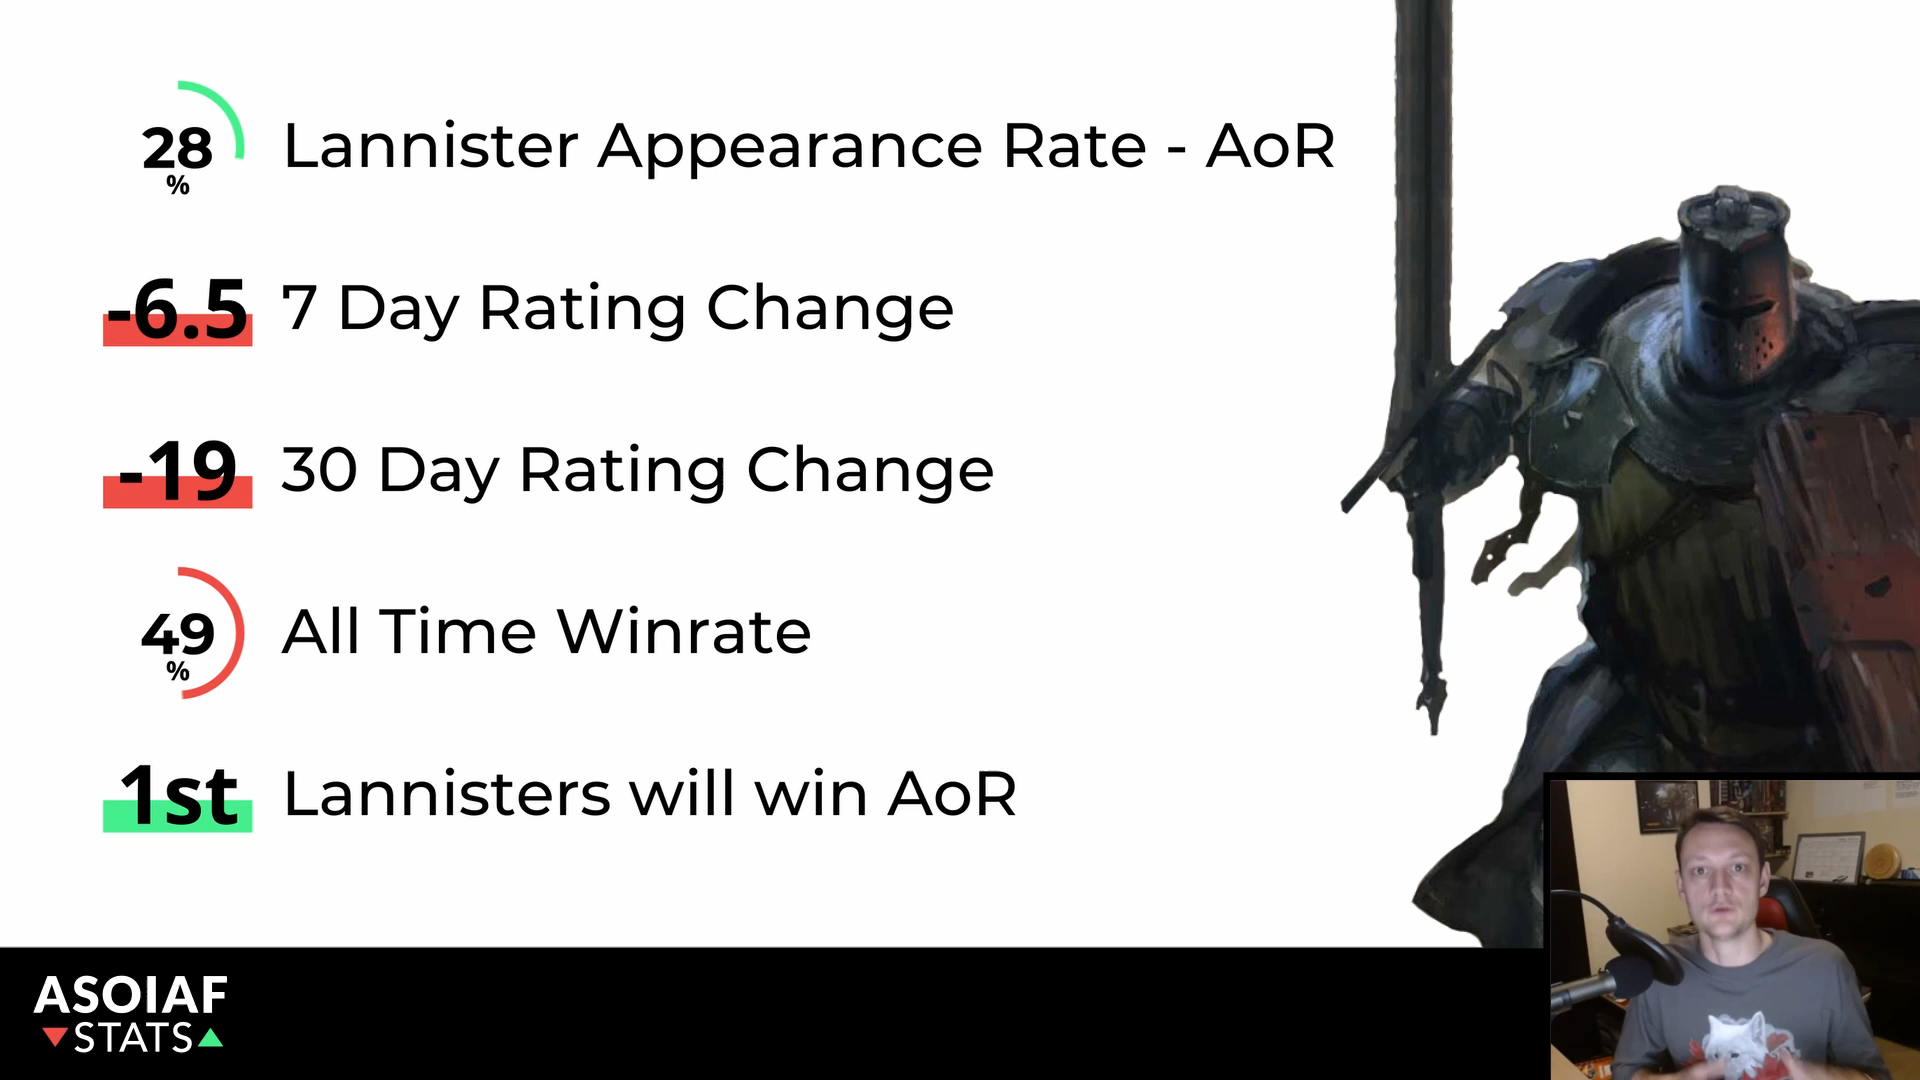 28 % Lannister Appearance Rate - AoR
-6.5 7 Day Rating Change
-19 30 Day Rating Change
49 % All Time Winrate
1st Lannisters will win AoR
ASOIAF
STATS